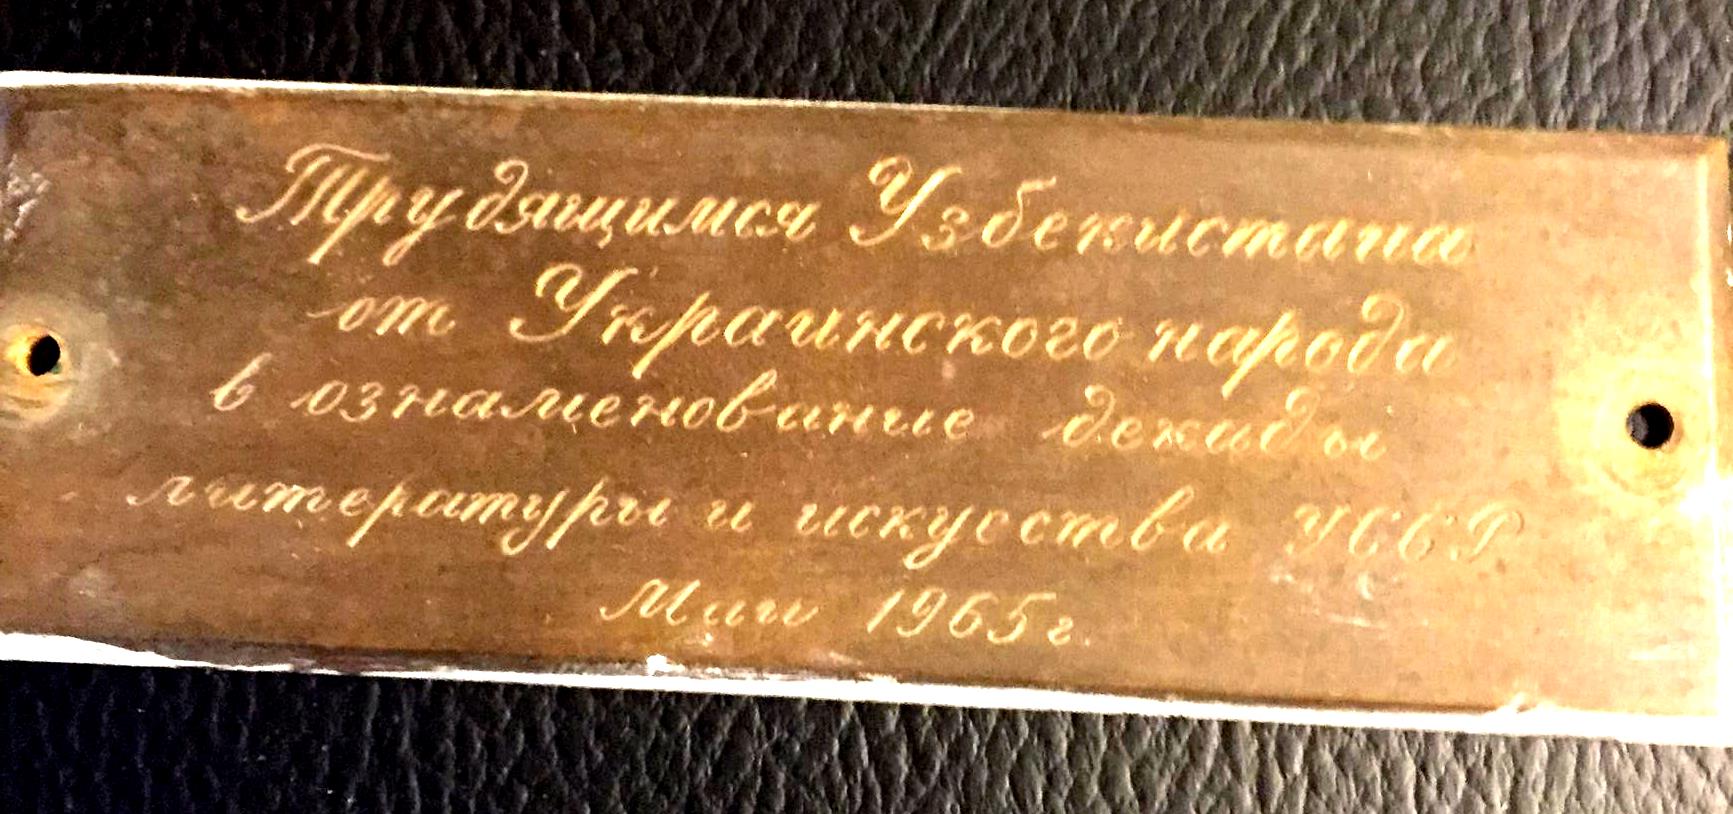 Трудящимся Узбекистана
от Украинского народа
в ознаменование декады
литературы и искусства УССР
Май 1965г.